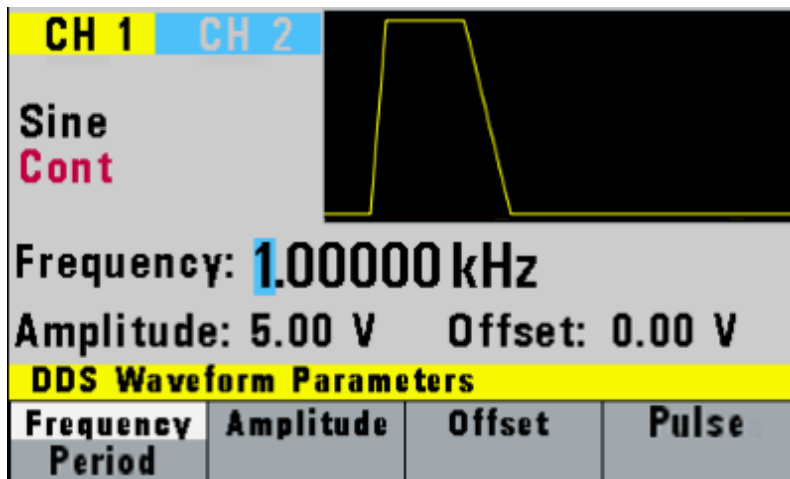 CH 1 CH 2
Sine
Cont
Frequency: 1.00000 kHz
Amplitude: 5.00 V Offset: 0.00 V
DDS Waveform Parameters
Frequency Amplitude Offset Pulse
Period